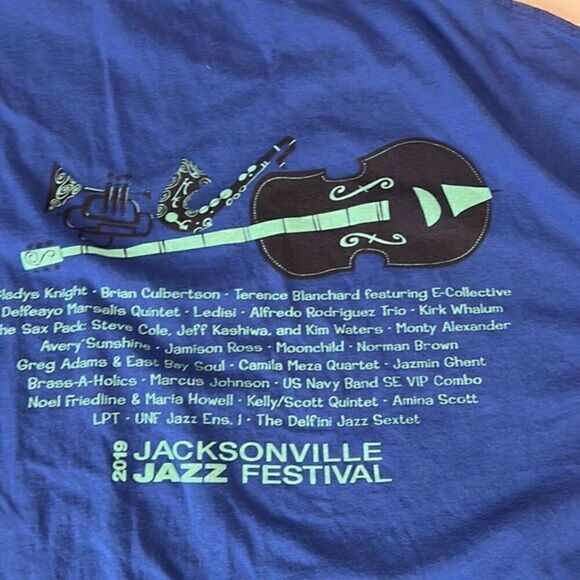 ladys Knight · Brian Culbertson · Terence Blanchard featuring E-Collective
Delfeayo Marsalis Quintet · Ledisi · Alfredo Rodriguez Trio · Kirk Whalum
he Sax Pack: Steve Cole, Jeff Kashiwa, and Kim Waters · Monty Alexander
Avery*Sunshine · Jamison Ross · Moonchild · Norman Brown
Greg Adams & East Bay Soul · Camila Meza Quartet · Jazmin Ghent
Brass-A-Holics · Marcus Johnson · US Navy Band SE VIP Combo
Noel Friedline & Maria Howell · Kelly/Scott Quintet · Amina Scott
LPT · UNF Jazz Ens. 1 · The Delfini Jazz Sextet
2019 JACKSONVILLE
JAZZ FESTIVAL